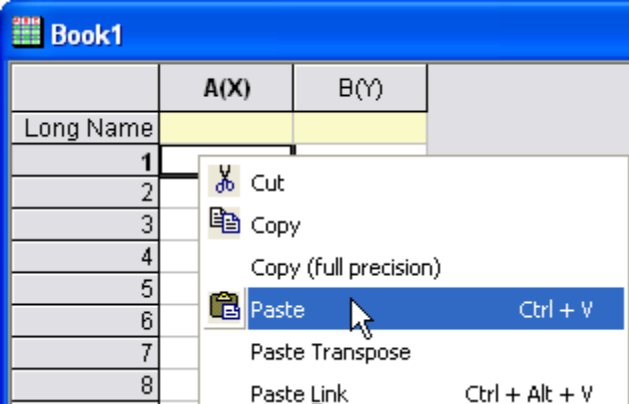 Book1
A(X) B(Y)
Long Name
1
2
3
4
5
6
7
8
Cut
Copy
Copy (full precision)
Paste Ctrl + V
Paste Transpose
Paste Link Ctrl + Alt + V